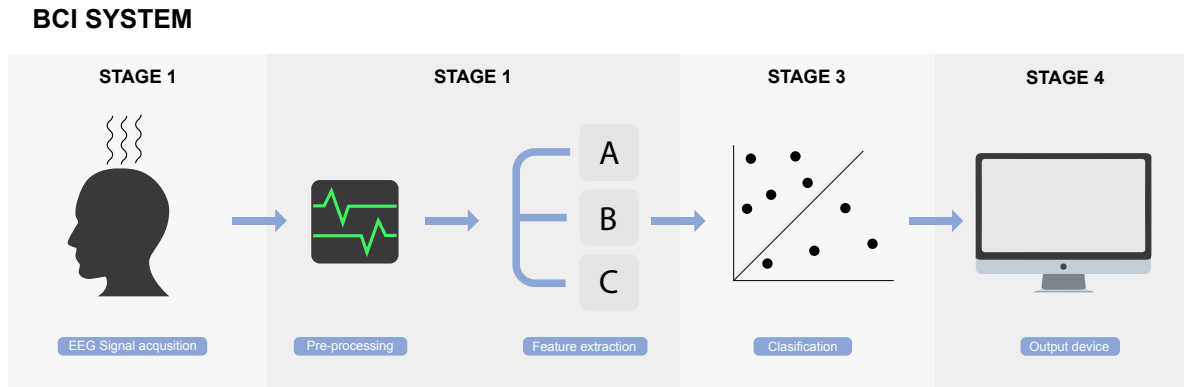 BCI SYSTEM
STAGE 1
STAGE 1
STAGE 3
STAGE 4
A
B
C
EEG Signal acqusition
Pre-processing
Feature extraction
Clasification
Output device